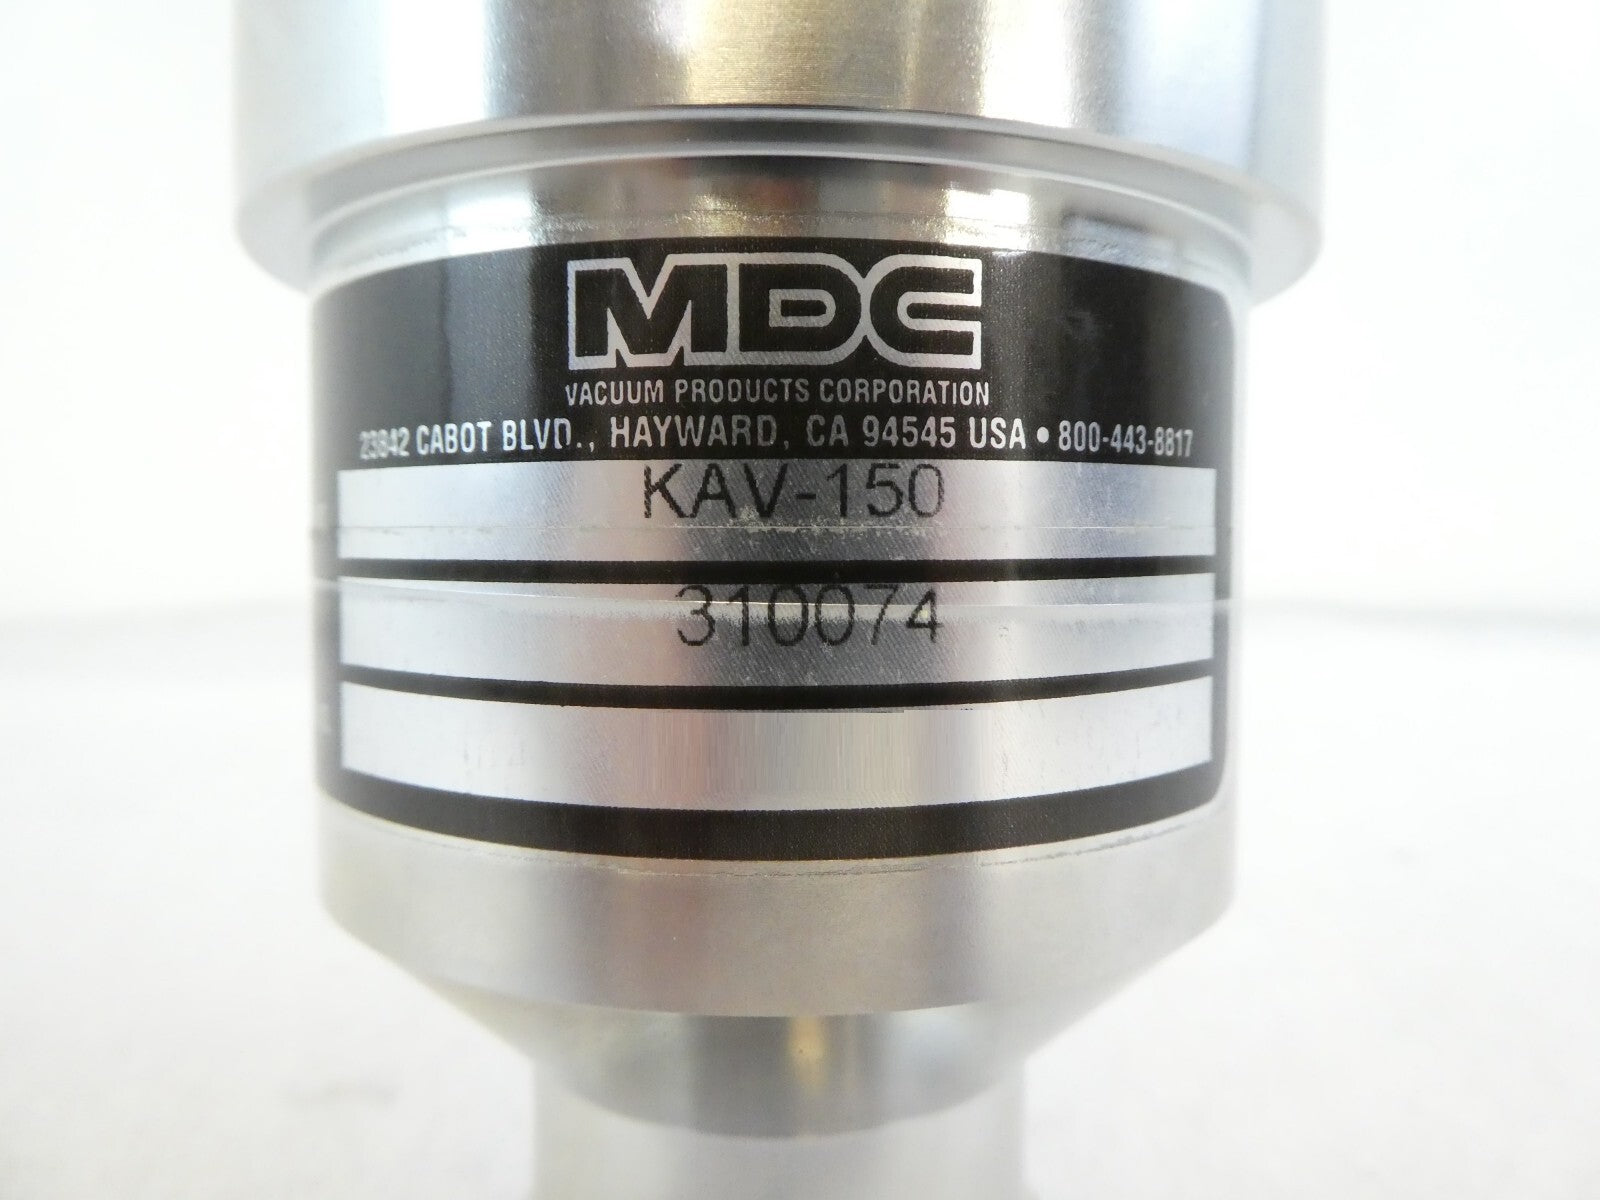 MDC
VACUUM PRODUCTS CORPORATION
23842 CABOT BLVD., HAYWARD, CA 94545 USA • 800-443-8817
KAV-150
310074